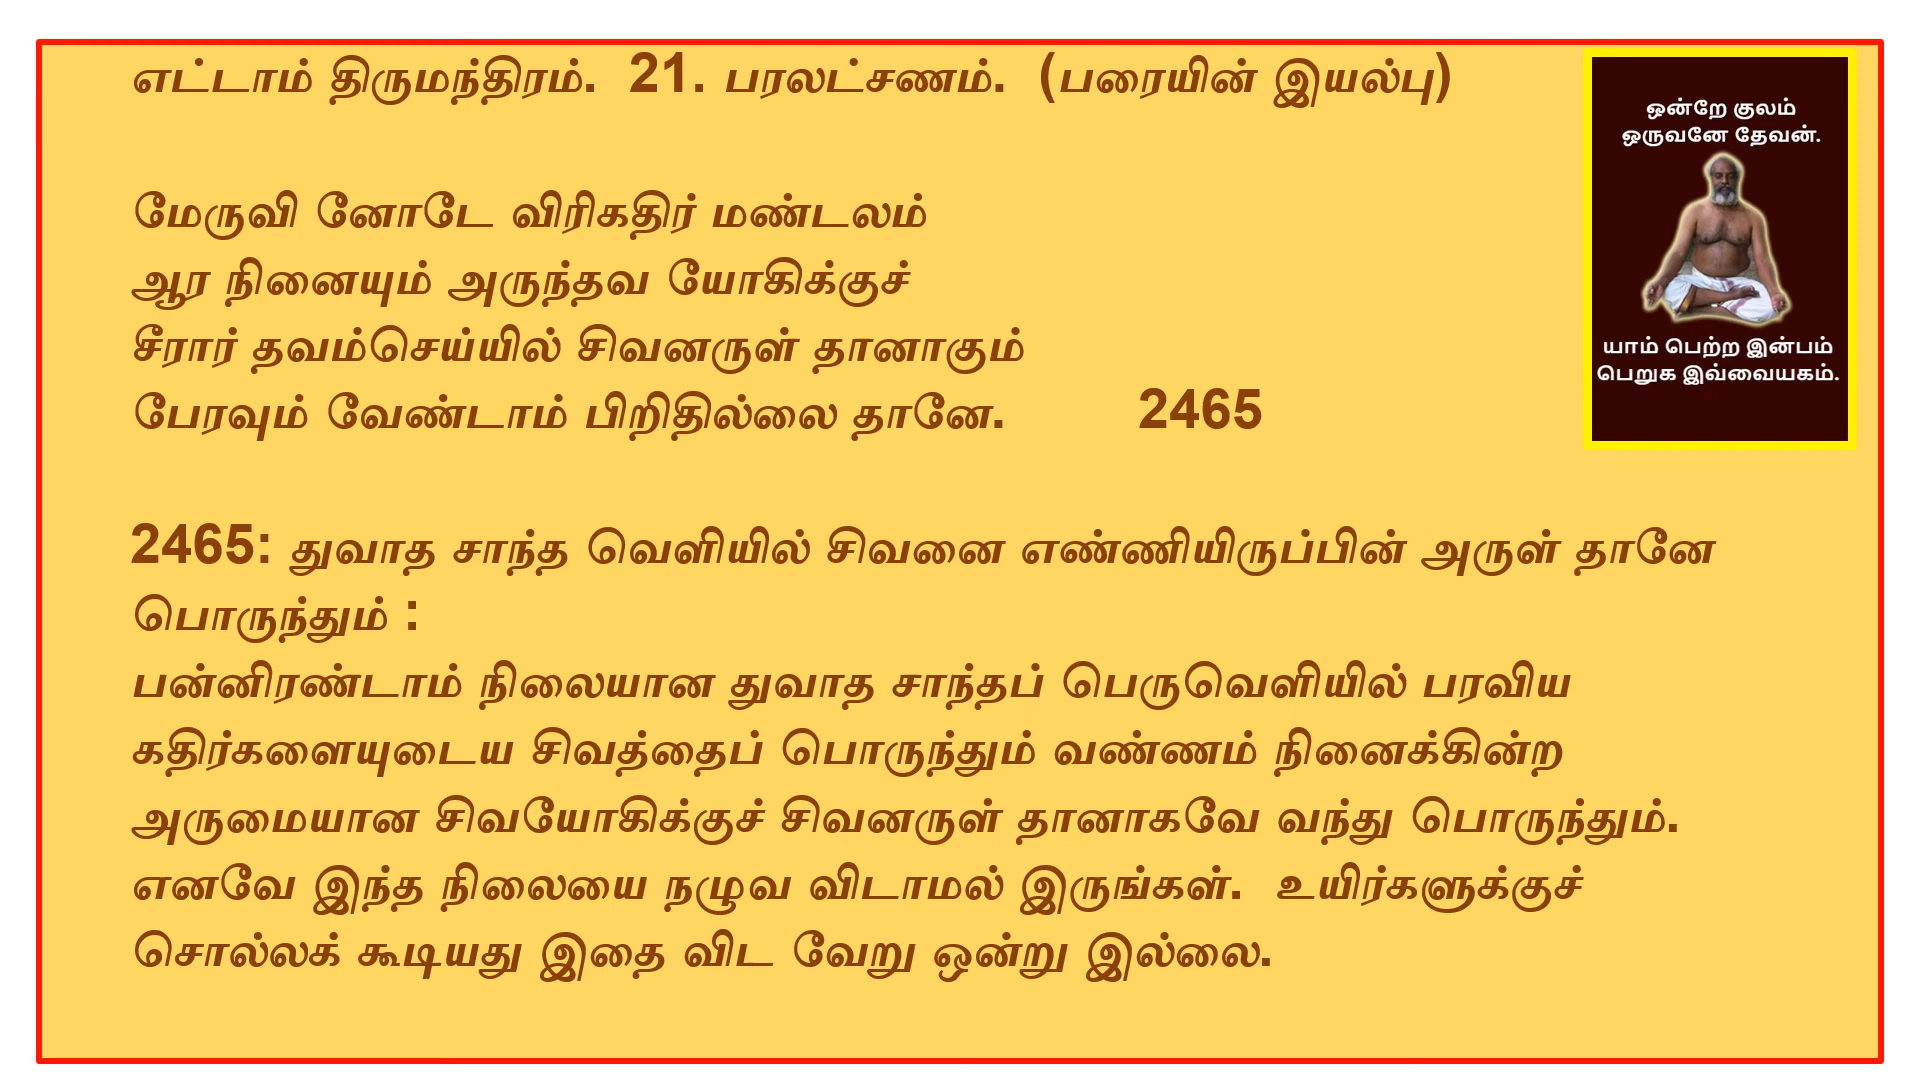 எட்டாம் திருமந்திரம்.  21. பரலட்சணம்.  (பரையின் இயல்பு)
ஒன்றே குலம்
ஒருவனே தேவன்.
யாம் பெற்ற இன்பம்
பெறுக இவ்வையகம்.
மேருவி னோடே விரிகதிர் மண்டலம்
ஆர நினையும் அருந்தவ யோகிக்குச்
சீரார் தவம்செய்யில் சிவனருள் தானாகும்
பேரவும் வேண்டாம் பிறிதில்லை தானே.  2465
2465: துவாத சாந்த வெளியில் சிவனை எண்ணியிருப்பின் அருள் தானே
பொருந்தும் :
பன்னிரண்டாம் நிலையான துவாத சாந்தப் பெருவெளியில் பரவிய
கதிர்களையுடைய சிவத்தைப் பொருந்தும் வண்ணம் நினைக்கின்ற
அருமையான சிவயோகிக்குச் சிவனருள் தானாகவே வந்து பொருந்தும்.
எனவே இந்த நிலையை நழுவ விடாமல் இருங்கள்.  உயிர்களுக்குச்
சொல்லக் கூடியது இதை விட வேறு ஒன்று இல்லை.